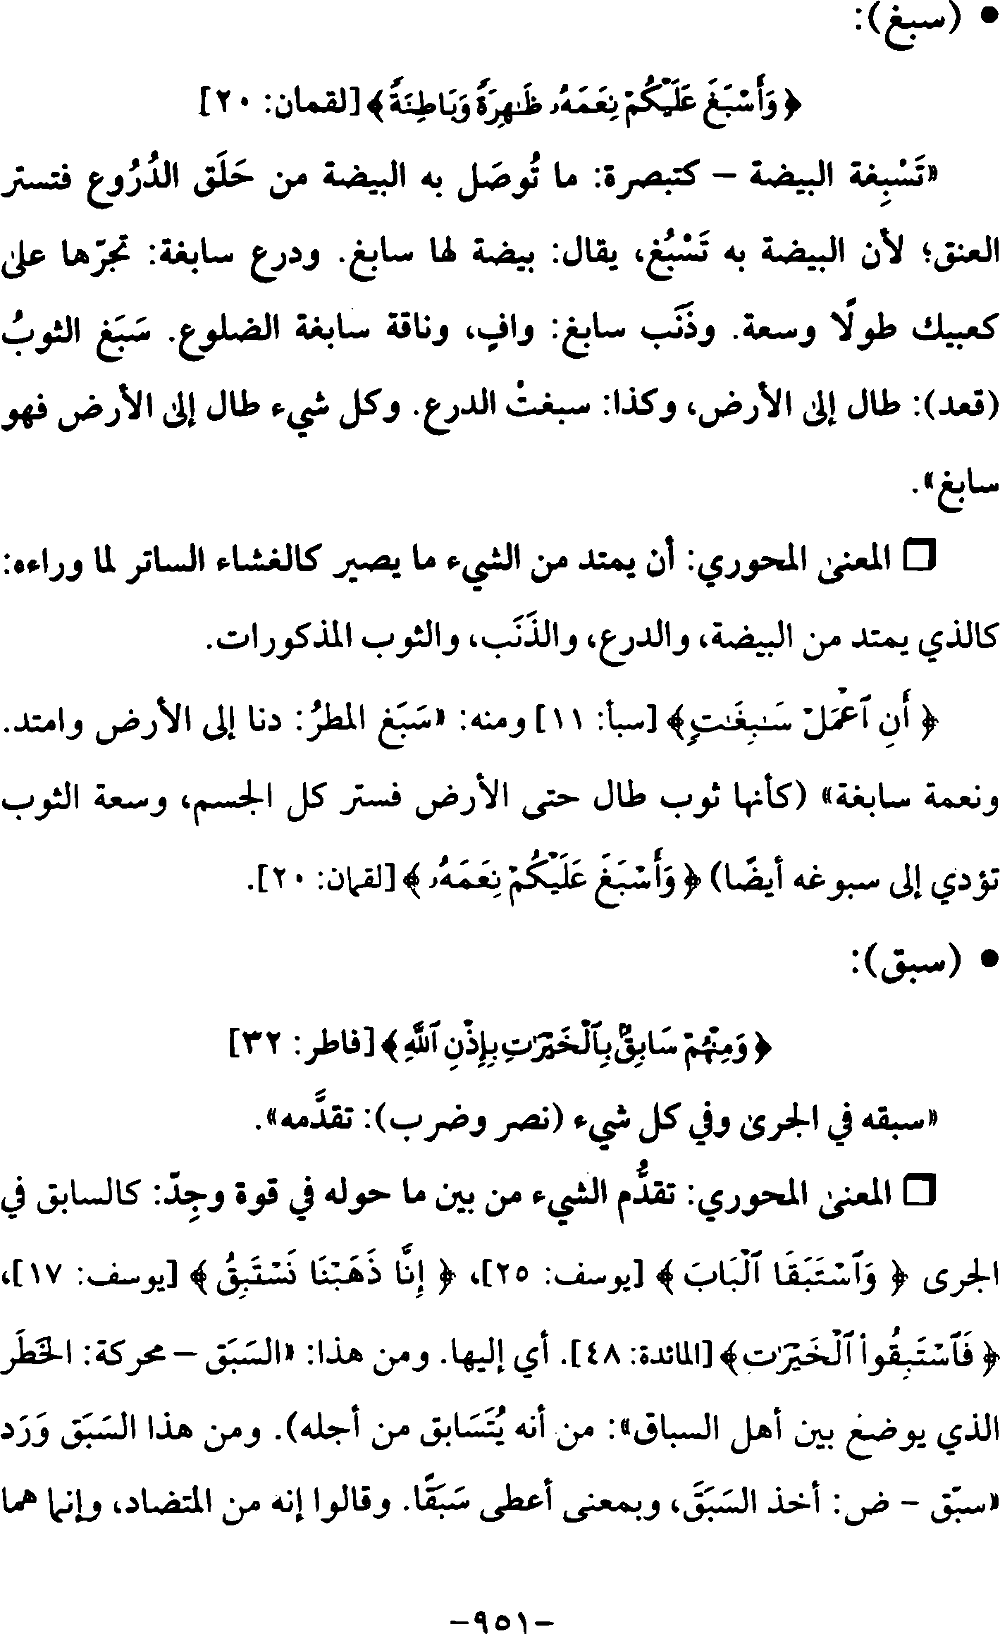 • (سبغ):
﴿وَأَسْبَغَ عَلَيْكُمْ نِعَمَهُۥ ظَٰهِرَةً وَبَاطِنَةً﴾ [لقمان: ٢٠]
«تَسْبِغة البيضة – كتبصرة: ما تُوصَل به البيضة من حَلَق الدُرُوع فتستر
العنق؛ لأن البيضة به تَسْبُغ، يقال: بيضة لها سابغ. ودرع سابغة: تجرّها على
كعبيك طولًا وسعة. وذَنَب سابغ: وافٍ، وناقة سابغة الضلوع. سَبَغ الثوبُ
(قعد): طال إلى الأرض، وكذا: سبغتْ الدرع. وكل شيء طال إلى الأرض فهو
سابغ».
❑ المعنى المحوري: أن يمتد من الشيء ما يصير كالغشاء الساتر لما وراءه:
كالذي يمتد من البيضة، والدرع، والذَنَب، والثوب المذكورات.
﴿أَنِ ٱعْمَلْ سَٰبِغَٰتٍ﴾ [سبأ: ١١] ومنه: «سَبَغ المطرُ: دنا إلى الأرض وامتد.
ونعمة سابغة» (كأنها ثوب طال حتى الأرض فستر كل الجسم، وسعة الثوب
تؤدي إلى سبوغه أيضًا) ﴿وَأَسْبَغَ عَلَيْكُمْ نِعَمَهُۥ﴾ [لقمان: ٢٠].
• (سبق):
﴿وَمِنْهُمْ سَابِقٌۢ بِٱلْخَيْرَٰتِ بِإِذْنِ ٱللَّهِ﴾ [فاطر: ٣٢]
«سبقه في الجرى وفي كل شيء (نصر وضرب): تقدَّمه».
❑ المعنى المحوري: تقدُّم الشيء من بين ما حوله في قوة وجِدّ: كالسابق في
الجرى ﴿وَٱسْتَبَقَا ٱلْبَابَ﴾ [يوسف: ٢٥]، ﴿إِنَّا ذَهَبْنَا نَسْتَبِقُ﴾ [يوسف: ١٧]،
﴿فَٱسْتَبِقُوا۟ ٱلْخَيْرَٰتِ﴾ [المائدة: ٤٨]. أي إليها. ومن هذا: «السَبَق – محركة: الخَطَر
الذي يوضع بين أهل السباق»: من أنه يُتَسَابق من أجله). ومن هذا السَبَق وَرَد
«سبّق – ض: أخذ السَبَقَ، وبمعنى أعطى سَبَقًا. وقالوا إنه من المتضاد، وإنما هما
–٩٥١–